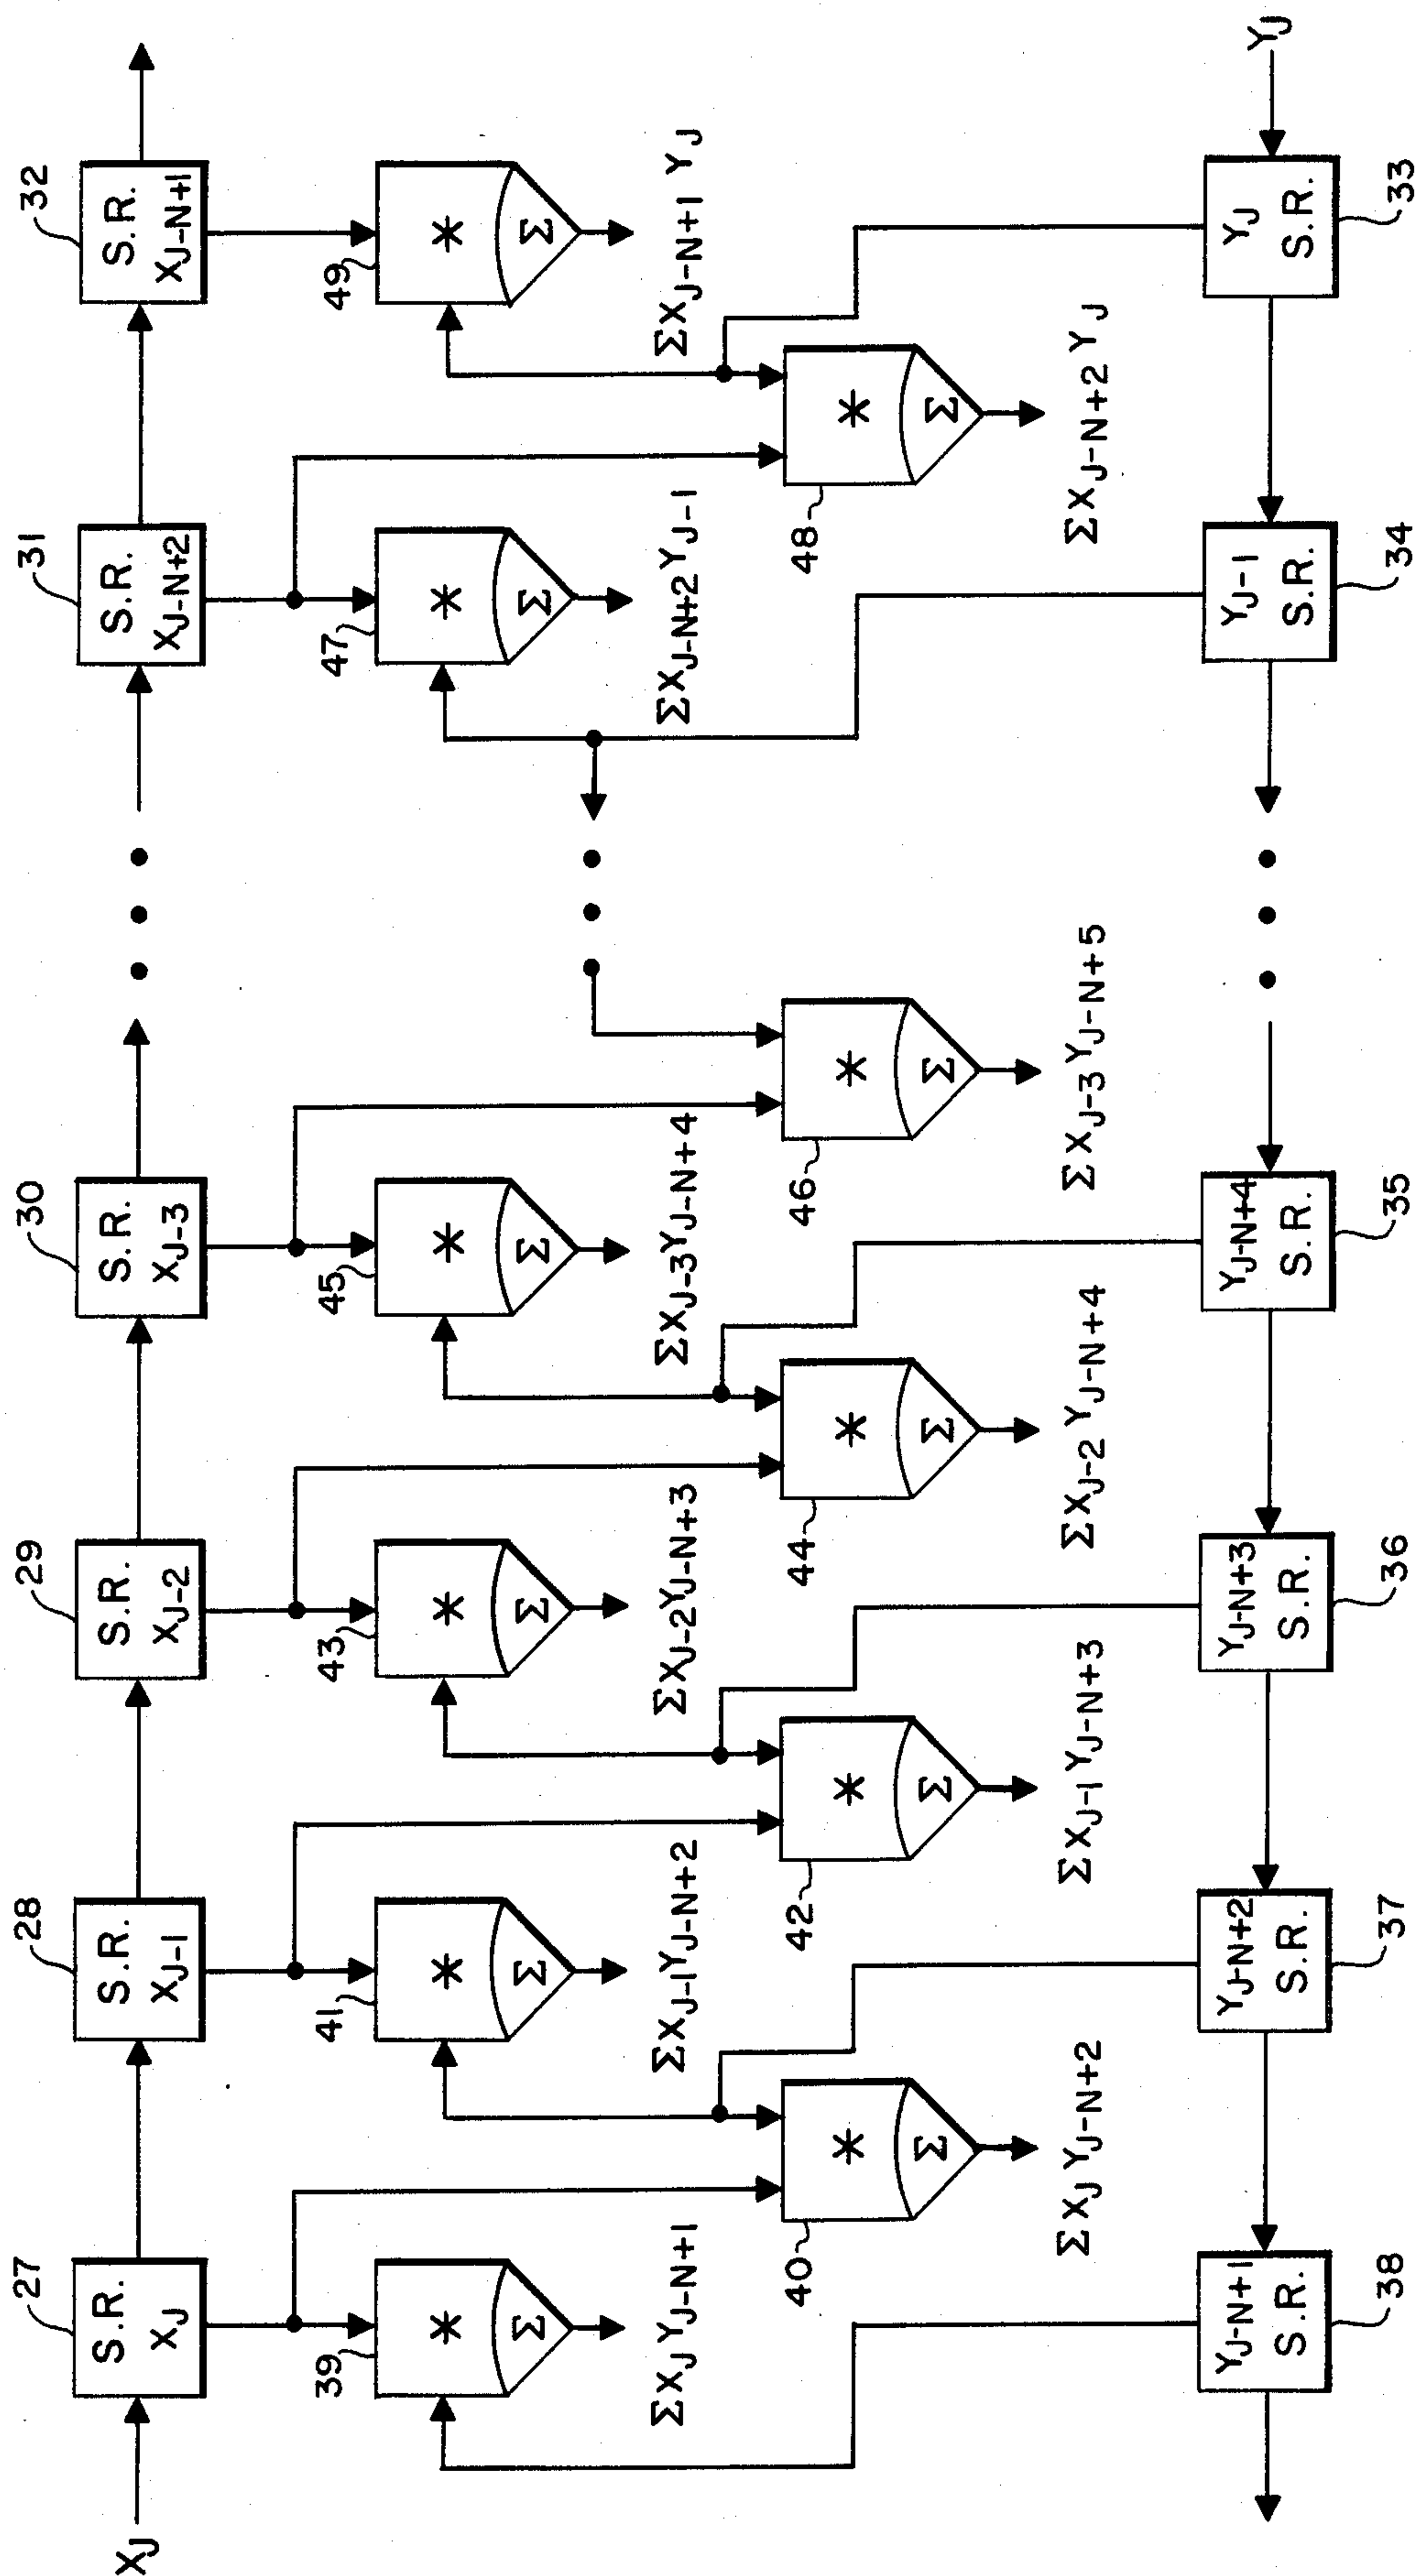 27 28 29 30 31 32
X_J
S.R. X_J
S.R. X_J-1
S.R. X_J-2
S.R. X_J-3
S.R. X_J-N+2
S.R. X_J-N+1
39 41 43 45 47 49
* * * * * *
Σ Σ Σ Σ Σ Σ
ΣX_J Y_J-N+1
ΣX_J-1 Y_J-N+2
ΣX_J-2 Y_J-N+3
ΣX_J-3 Y_J-N+4
ΣX_J-N+2 Y_J-1
ΣX_J-N+1 Y_J
40 42 44 46 48
* * * * *
Σ Σ Σ Σ Σ
ΣX_J Y_J-N+2
ΣX_J-1 Y_J-N+3
ΣX_J-2 Y_J-N+4
ΣX_J-3 Y_J-N+5
ΣX_J-N+2 Y_J
Y_J-N+1 S.R.
Y_J-N+2 S.R.
Y_J-N+3 S.R.
Y_J-N+4 S.R.
Y_J-1 S.R.
Y_J S.R.
Y_J
38 37 36 35 34 33